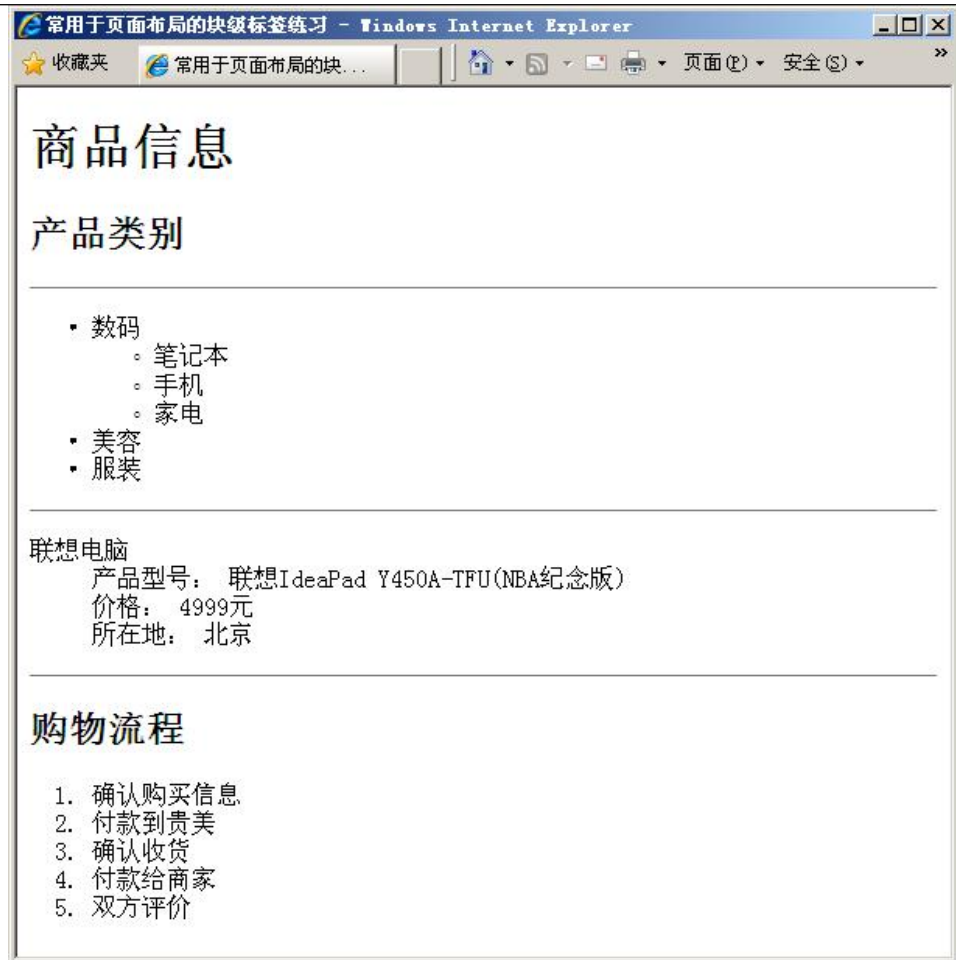 常用于页面布局的块级标签练习 - Windows Internet Explorer
收藏夹 常用于页面布局的块... 页面(P) 安全(S) »
商品信息
产品类别
数码
笔记本
手机
家电
美容
服装
联想电脑
产品型号： 联想IdeaPad Y450A-TFU(NBA纪念版)
价格： 4999元
所在地： 北京
购物流程
1. 确认购买信息
2. 付款到贵美
3. 确认收货
4. 付款给商家
5. 双方评价